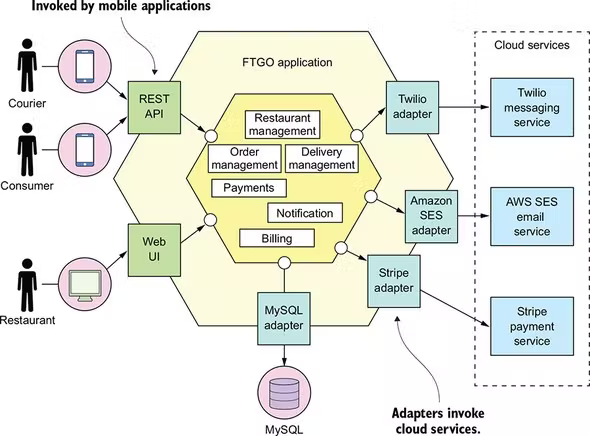 Invoked by mobile applications
Courier
Consumer
Restaurant
REST
API
Web
UI
FTGO application
Restaurant
management
Order
management
Delivery
management
Payments
Notification
Billing
Twilio
adapter
Amazon
SES
adapter
Stripe
adapter
MySQL
adapter
MySQL
Cloud services
Twilio
messaging
service
AWS SES
email
service
Stripe
payment
service
Adapters invoke
cloud services.